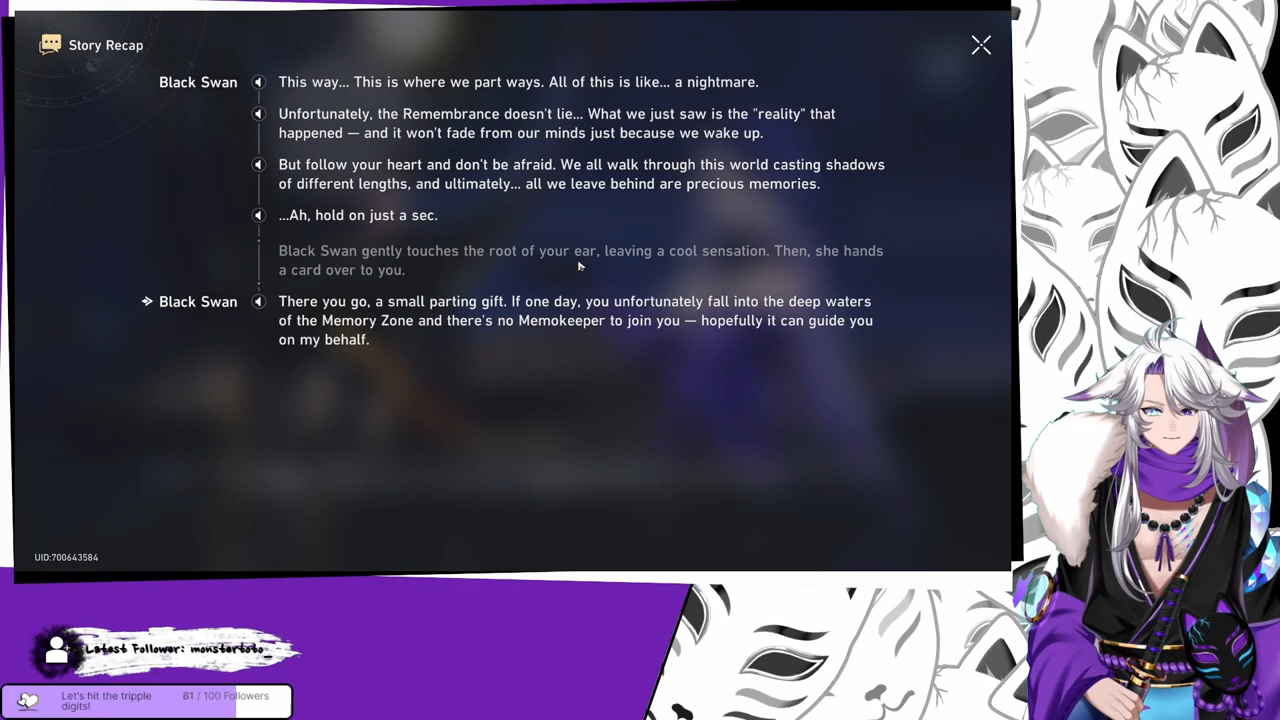 Story Recap
Black Swan
This way... This is where we part ways. All of this is like... a nightmare.
Unfortunately, the Remembrance doesn't lie... What we just saw is the "reality" that
happened — and it won't fade from our minds just because we wake up.
But follow your heart and don't be afraid. We all walk through this world casting shadows
of different lengths, and ultimately... all we leave behind are precious memories.
...Ah, hold on just a sec.
Black Swan gently touches the root of your ear, leaving a cool sensation. Then, she hands
a card over to you.
Black Swan
There you go, a small parting gift. If one day, you unfortunately fall into the deep waters
of the Memory Zone and there's no Memokeeper to join you — hopefully it can guide you
on my behalf.
UID:700643584
Latest Follower: monstertoto_
Let's hit the tripple
digits!
81 / 100 Followers